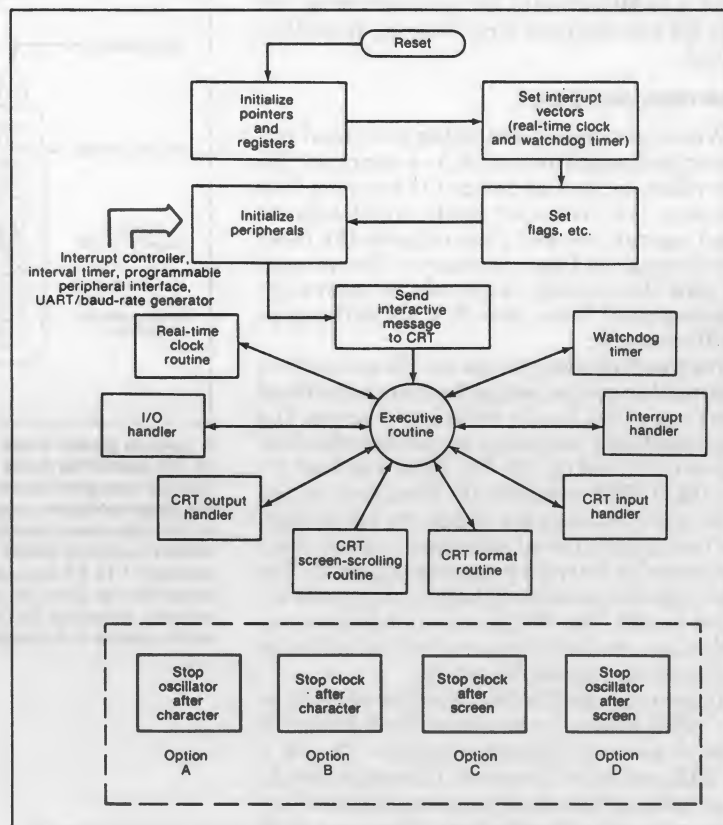 Reset
Initialize
pointers
and
registers
Set interrupt
vectors
(real-time clock
and watchdog timer)
Initialize
peripherals
Set
flags, etc.
Interrupt controller,
interval timer, programmable
peripheral interface,
UART/baud-rate generator
Send
interactive
message
to CRT
Real-time
clock
routine
Watchdog
timer
I/O
handler
Executive
routine
Interrupt
handler
CRT output
handler
CRT
screen-scrolling
routine
CRT format
routine
CRT input
handler
Stop
oscillator
after
character
Stop clock
after
character
Stop clock
after
screen
Stop
oscillator
after
screen
Option
A
Option
B
Option
C
Option
D